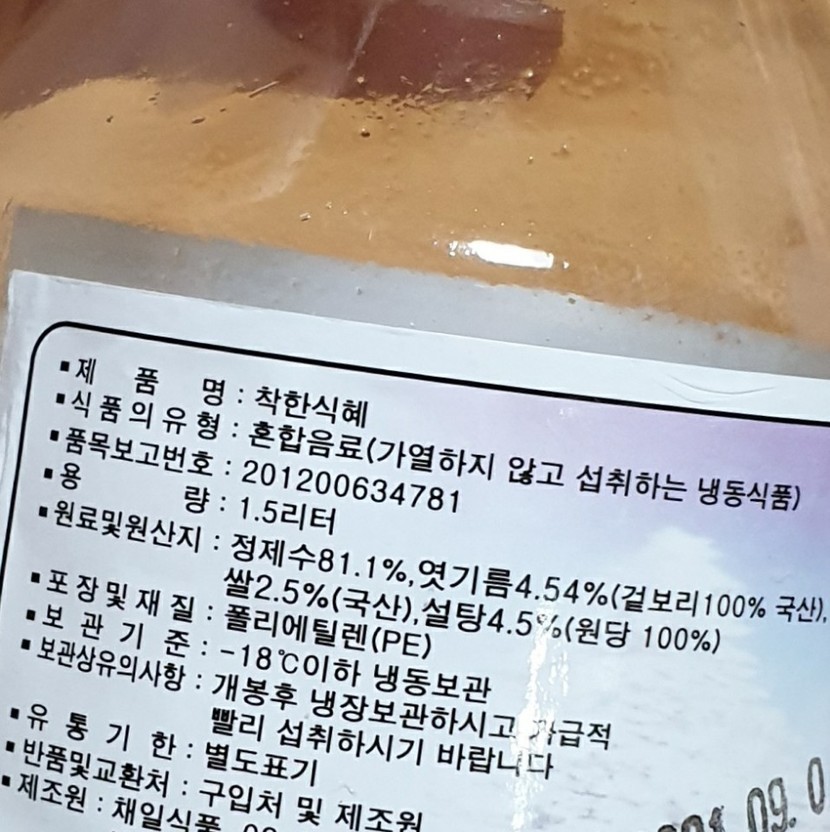 ▪제 품 명 : 착한식혜
▪식품의유형 : 혼합음료(가열하지 않고 섭취하는 냉동식품)
▪품목보고번호 : 201200634781
▪용 량 : 1.5리터
▪원료및원산지 : 정제수81.1%,엿기름4.54%(겉보리100% 국산),
쌀2.5%(국산),설탕4.5%(원당 100%)
▪포장및재질 : 폴리에틸렌(PE)
▪보관기준 : -18℃이하 냉동보관
▪보관상유의사항 : 개봉후 냉장보관하시고 가급적
빨리 섭취하시기 바랍니다
▪유통기한 : 별도표기
▪반품및교환처 : 구입처 및 제조원
▪제조원 : 채일식품
09. 0